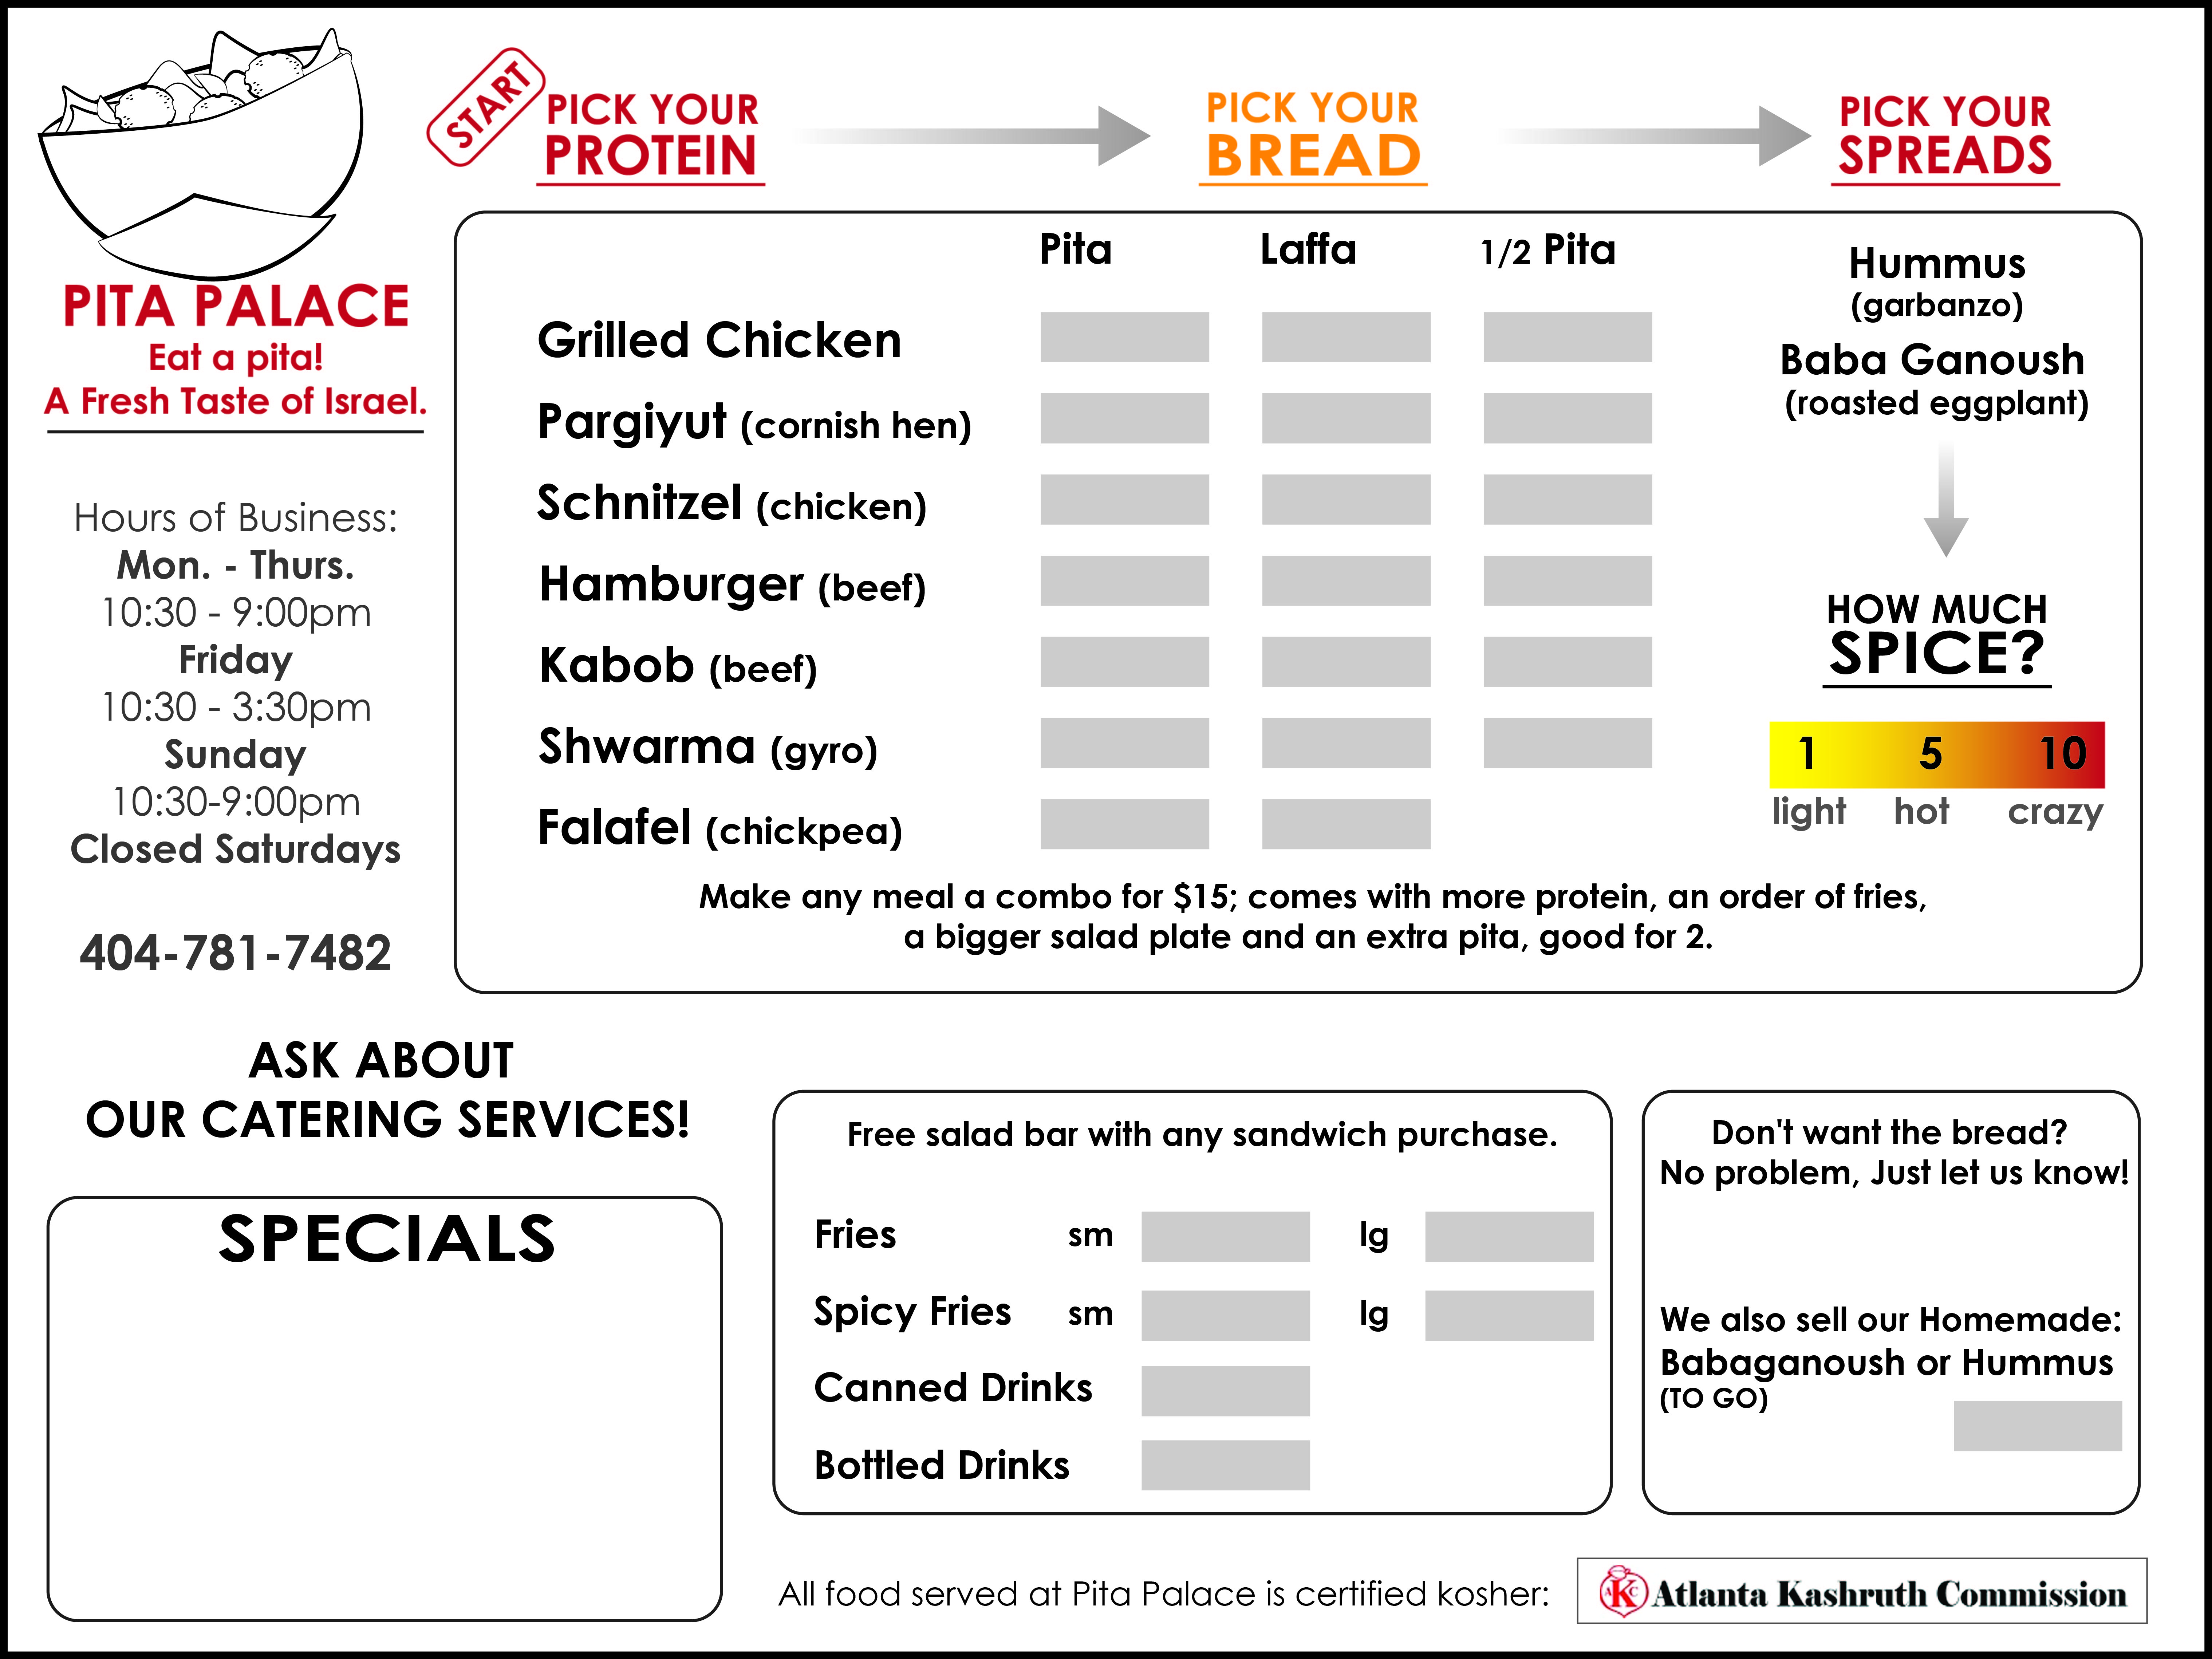 START
PICK YOUR
PROTEIN
PICK YOUR
BREAD
PICK YOUR
SPREADS
PITA PALACE
Eat a pita!
A Fresh Taste of Israel.
Hours of Business:
Mon. - Thurs.
10:30 - 9:00pm
Friday
10:30 - 3:30pm
Sunday
10:30-9:00pm
Closed Saturdays
404-781-7482
Pita Laffa 1/2 Pita
Grilled Chicken
Pargiyut (cornish hen)
Schnitzel (chicken)
Hamburger (beef)
Kabob (beef)
Shwarma (gyro)
Falafel (chickpea)
Hummus
(garbanzo)
Baba Ganoush
(roasted eggplant)
HOW MUCH
SPICE?
1 5 10
light hot crazy
Make any meal a combo for $15; comes with more protein, an order of fries,
a bigger salad plate and an extra pita, good for 2.
ASK ABOUT
OUR CATERING SERVICES!
SPECIALS
Free salad bar with any sandwich purchase.
Fries sm lg
Spicy Fries sm lg
Canned Drinks
Bottled Drinks
Don't want the bread?
No problem, Just let us know!
We also sell our Homemade:
Babaganoush or Hummus
(TO GO)
All food served at Pita Palace is certified kosher:
AKC Atlanta Kashruth Commission